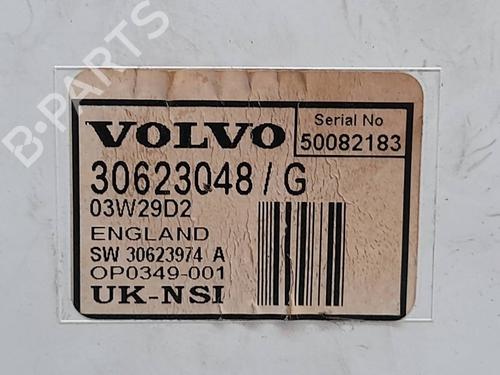 B-PARTS
VOLVO
Serial No
50082183
30623048 / G
03W29D2
ENGLAND
SW 30623974 A
OP0349-001
UK-NSI